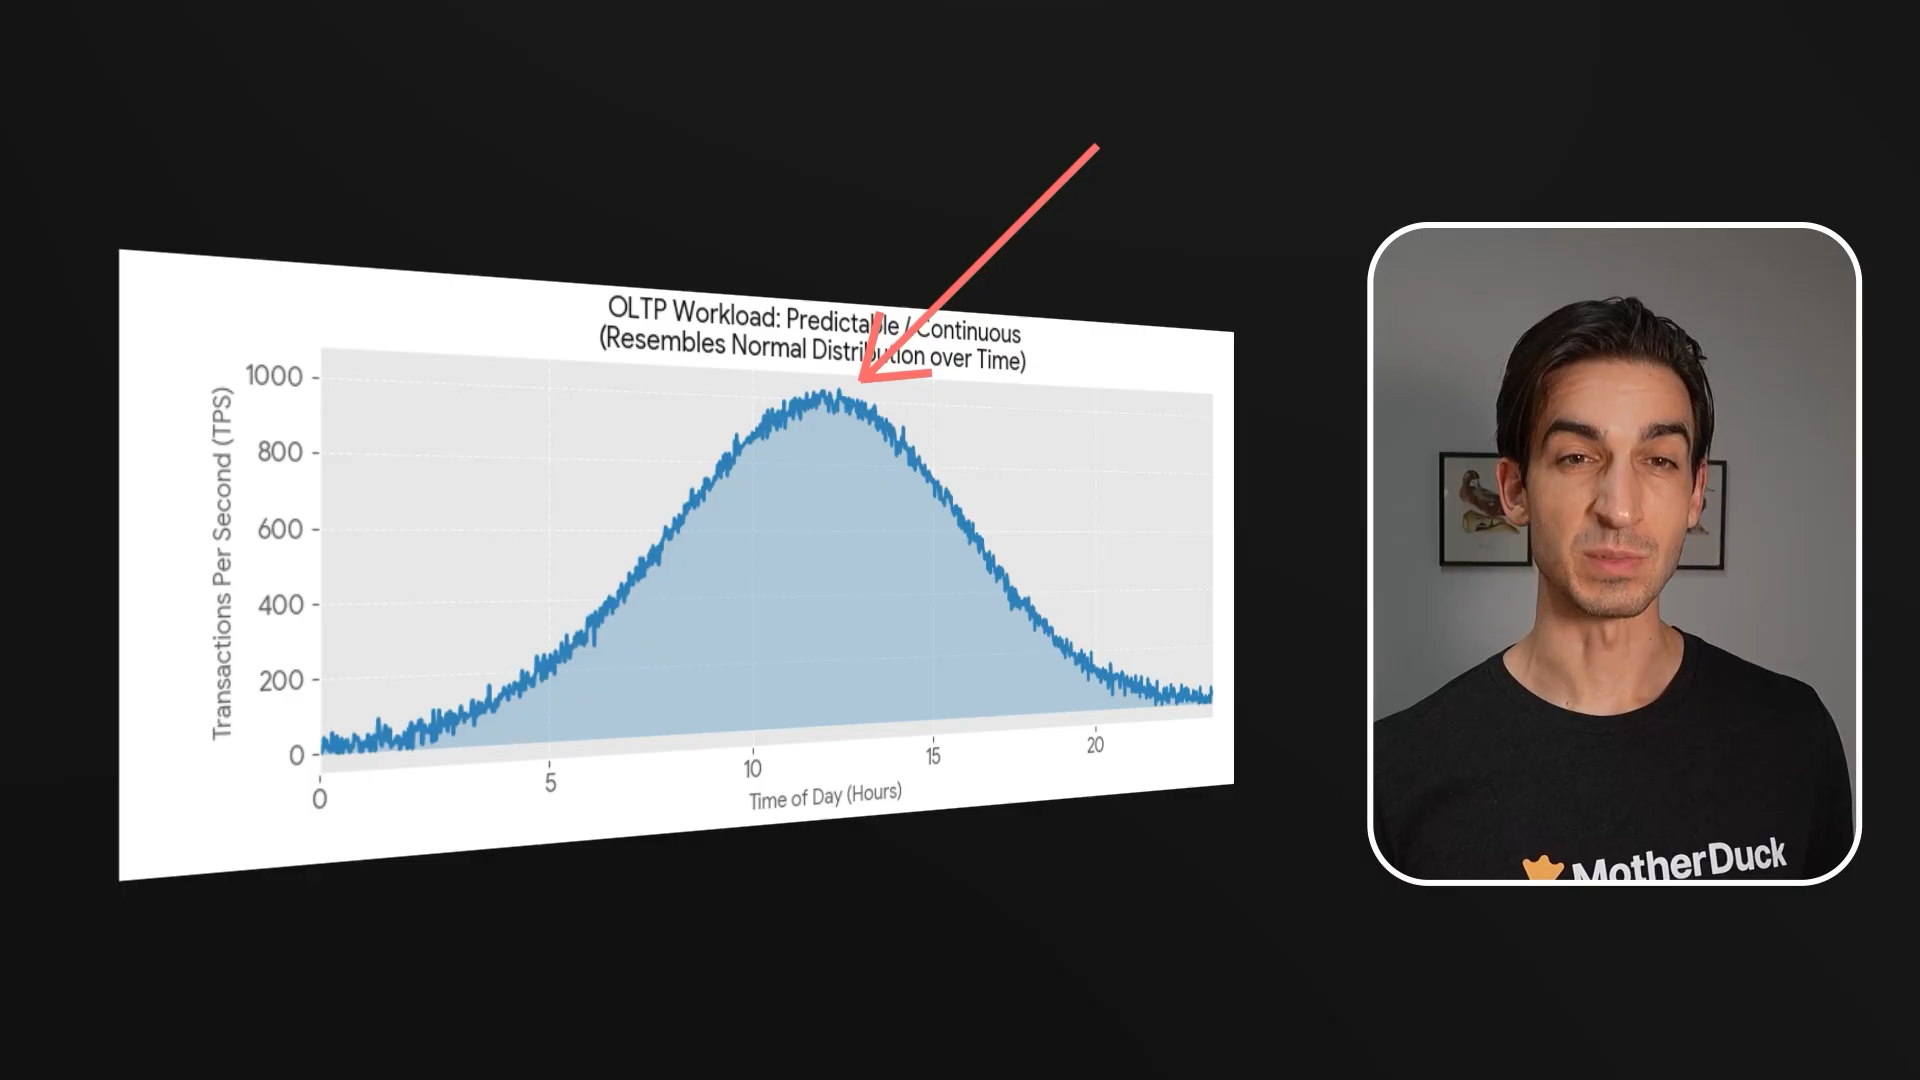 OLTP Workload: Predictable / Continuous
(Resembles Normal Distribution over Time)
Transactions Per Second (TPS)
1000
800
600
400
200
0
0
5
10
15
20
Time of Day (Hours)
MotherDuck